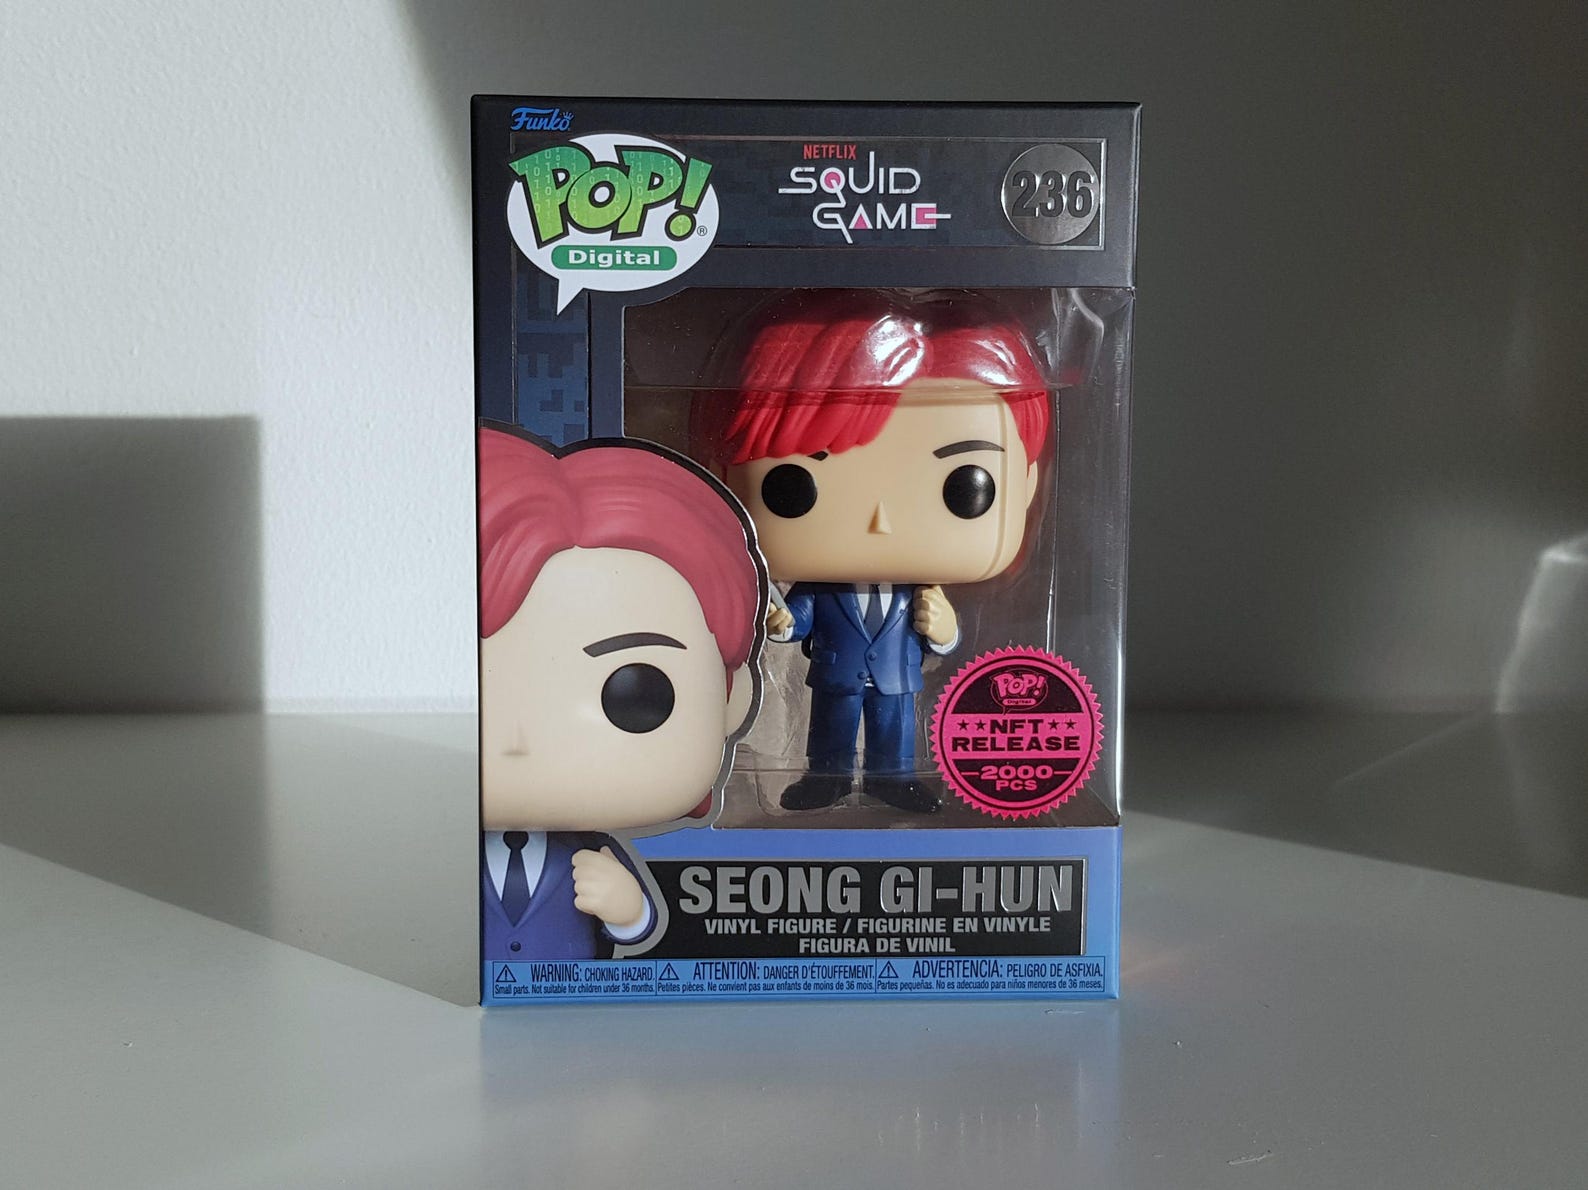 Funko
POP!®
Digital
NETFLIX
SQUID
GAME
236
POP!
Digital
★★NFT★★
RELEASE
—2000—
PCS
SEONG GI-HUN
VINYL FIGURE / FIGURINE EN VINYLE
FIGURA DE VINIL
WARNING: CHOKING HAZARD.
Small parts. Not suitable for children under 36 months.
ATTENTION: DANGER D'ÉTOUFFEMENT.
Petites pièces. Ne convient pas aux enfants de moins de 36 mois.
ADVERTENCIA: PELIGRO DE ASFIXIA.
Partes pequeñas. No es adecuado para niños menores de 36 meses.